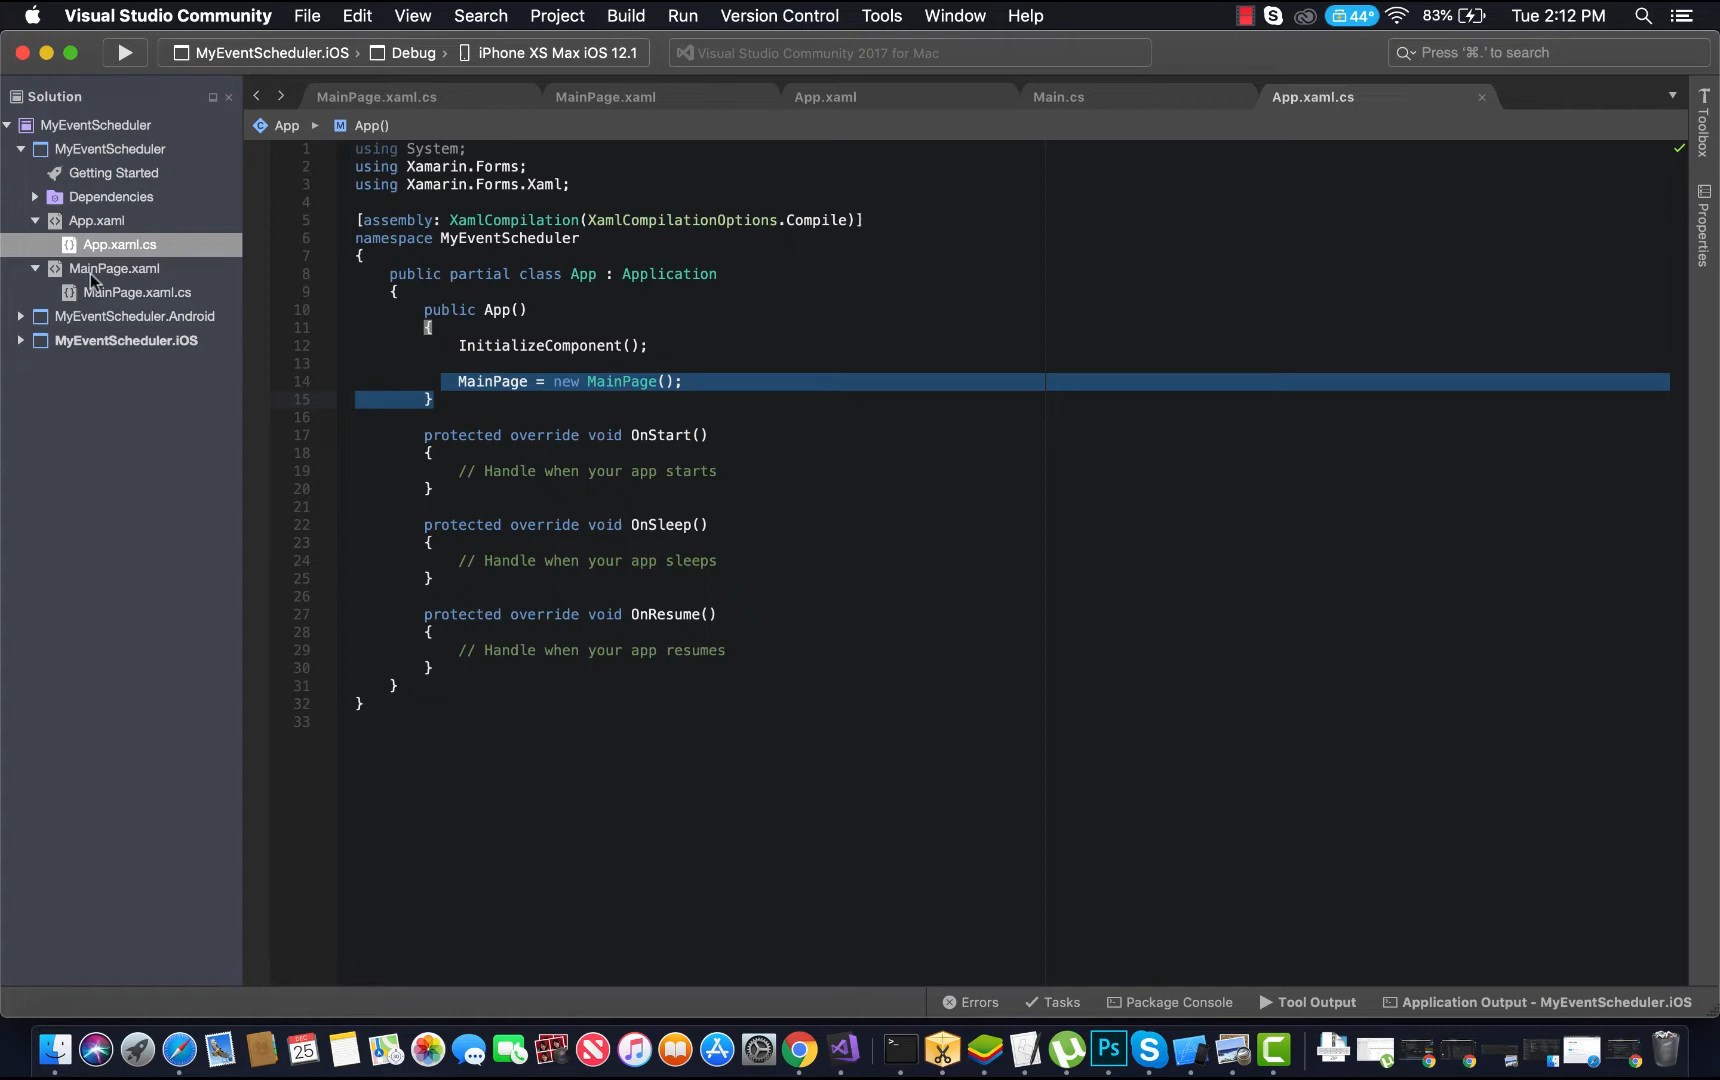 Visual Studio Community File Edit View Search Project Build Run Version Control Tools Window Help 44° 83% Tue 2:12 PM
MyEventScheduler.iOS › Debug › iPhone XS Max iOS 12.1 Visual Studio Community 2017 for Mac Press '⌘.' to search
Solution
MyEventScheduler
MyEventScheduler
Getting Started
Dependencies
App.xaml
App.xaml.cs
MainPage.xaml
MainPage.xaml.cs
MyEventScheduler.Android
MyEventScheduler.iOS
MainPage.xaml.cs MainPage.xaml App.xaml Main.cs App.xaml.cs
App App()
1 using System;
2 using Xamarin.Forms;
3 using Xamarin.Forms.Xaml;
4
5 [assembly: XamlCompilation(XamlCompilationOptions.Compile)]
6 namespace MyEventScheduler
7 {
8 public partial class App : Application
9 {
10 public App()
11 {
12 InitializeComponent();
13
14 MainPage = new MainPage();
15 }
16
17 protected override void OnStart()
18 {
19 // Handle when your app starts
20 }
21
22 protected override void OnSleep()
23 {
24 // Handle when your app sleeps
25 }
26
27 protected override void OnResume()
28 {
29 // Handle when your app resumes
30 }
31 }
32 }
33
Toolbox
Properties
Errors Tasks Package Console Tool Output Application Output - MyEventScheduler.iOS
DEC
25
Ps